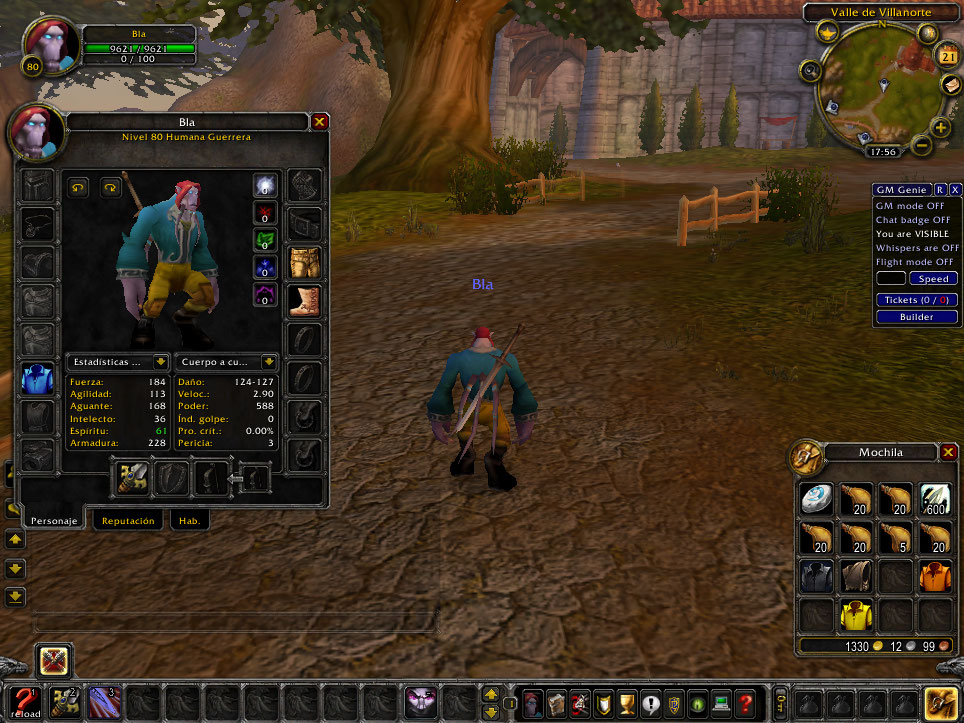 Bla
9621 / 9621
0 / 100
80
Valle de Villanorte
N
21
17:56
Bla
Nivel 80 Humana Guerrera
0
0
0
0
0
Estadísticas ...
Cuerpo a cu...
Fuerza: 184
Daño: 124-127
Agilidad: 113
Veloc.: 2.90
Aguante: 168
Poder: 588
Intelecto: 36
Índ. golpe: 0
Espíritu: 61
Pro. crít.: 0.00%
Armadura: 228
Pericia: 3
Personaje
Reputación
Hab.
Bla
GM Genie R X
GM mode OFF
Chat badge OFF
You are VISIBLE
Whispers are OFF
Flight mode OFF
Speed
Tickets (0 / 0)
Builder
Mochila
20 20 600
20 20 5 20
1330 12 99
1 2 3
reload
1